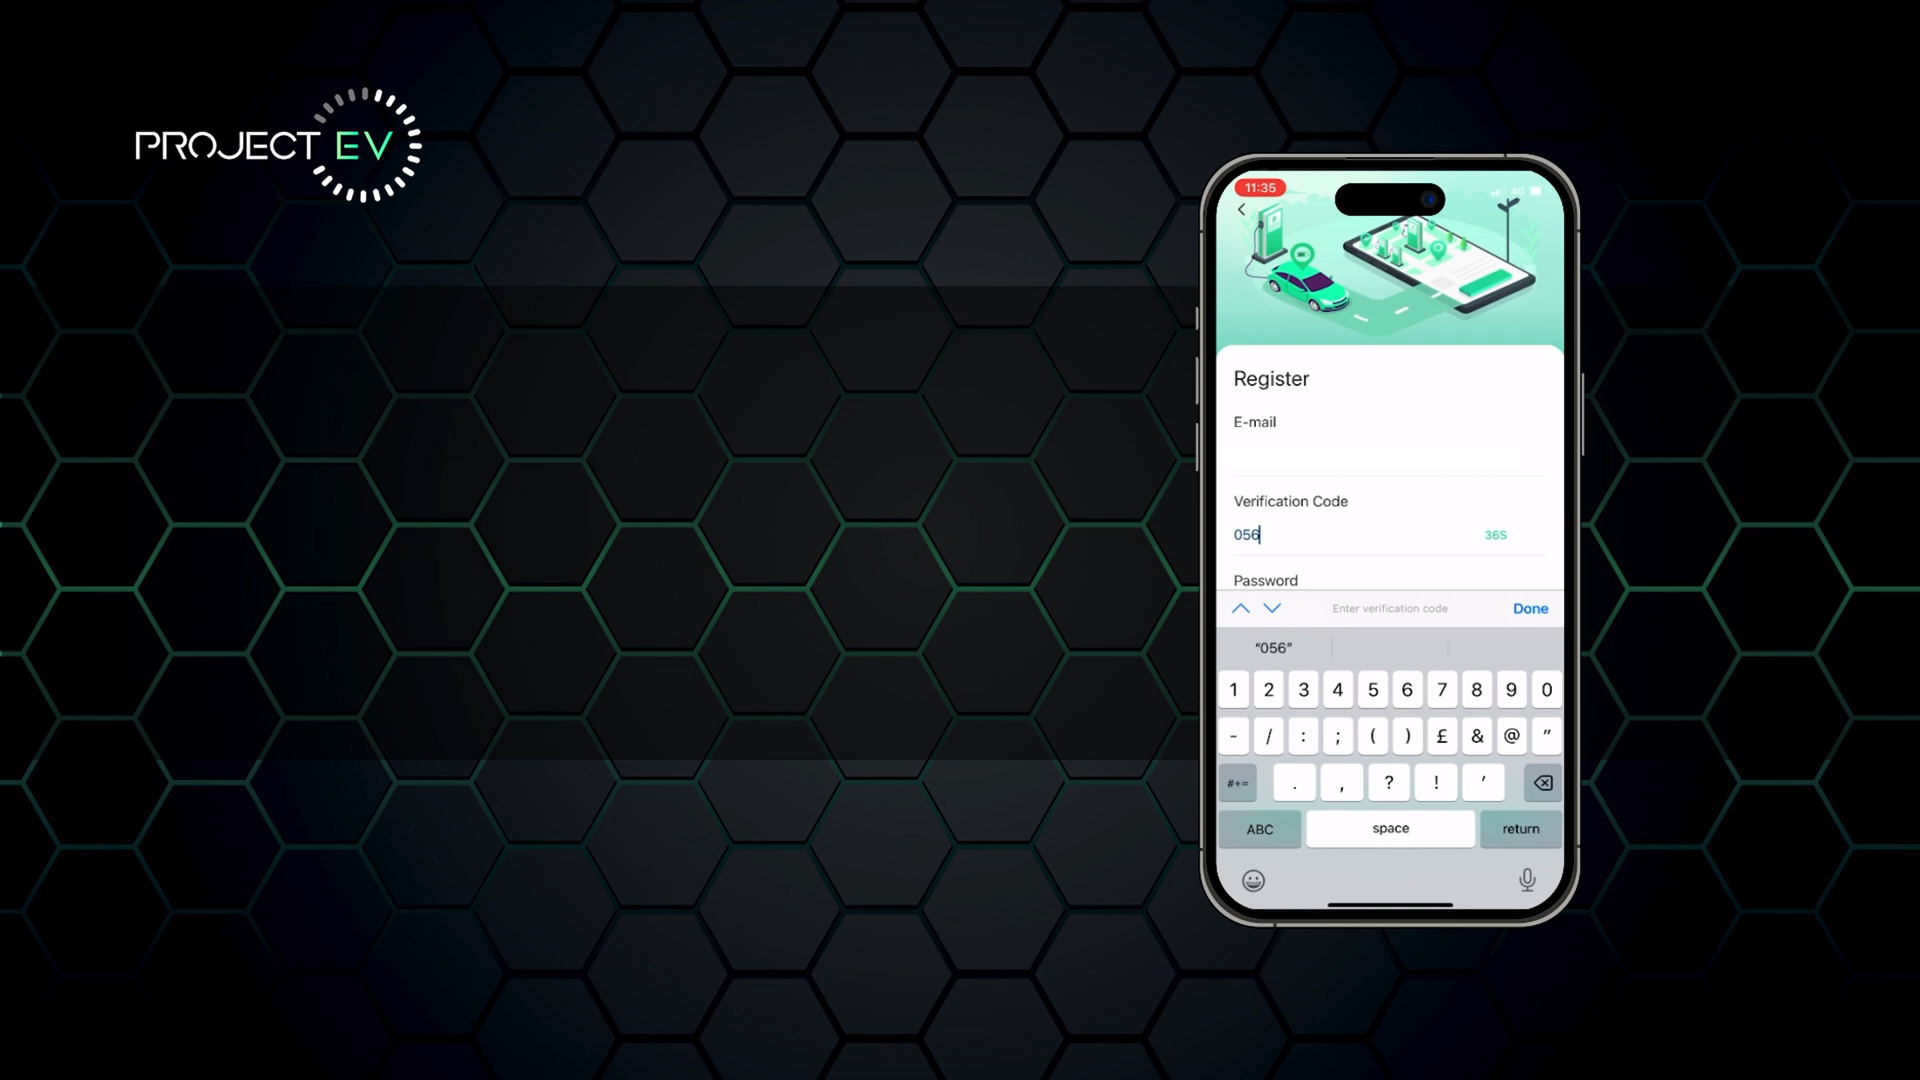 PROJECT EV
11:35
4G
Register
E-mail
Verification Code
056
36S
Password
Enter verification code
Done
"056"
1 2 3 4 5 6 7 8 9 0
- / : ; ( ) £ & @ "
#+= . , ? ! '
ABC space return